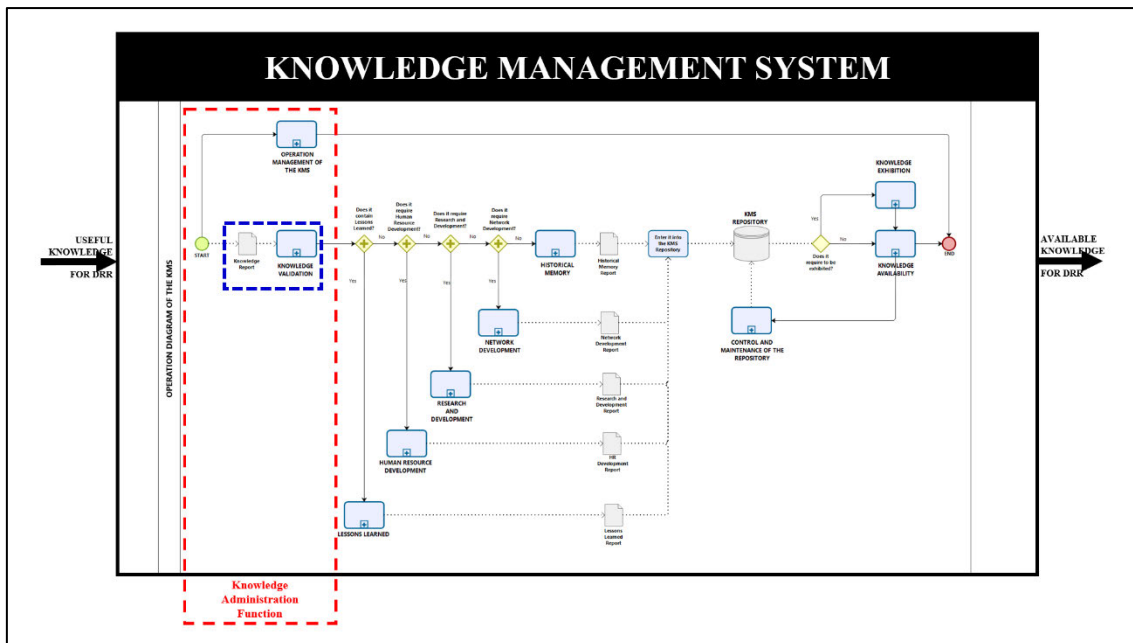 KNOWLEDGE MANAGEMENT SYSTEM
OPERATION DIAGRAM OF THE KMS
USEFUL
KNOWLEDGE
FOR DRR
START
OPERATION
MANAGEMENT OF
THE KMS
Knowledge
Report
KNOWLEDGE
VALIDATION
Does it
contain
Lessons
Learned?
No
Yes
Does it
require
Human
Resource
Development?
No
Yes
Does it require
Research and
Development?
No
Yes
Does it
require
Network
Development?
No
Yes
HISTORICAL
MEMORY
Historical
Memory
Report
Enter it into
the KMS
Repository
KMS
REPOSITORY
Yes
No
Does it
require to be
exhibited?
KNOWLEDGE
EXHIBITION
KNOWLEDGE
AVAILABILITY
END
CONTROL AND
MAINTENANCE OF THE
REPOSITORY
NETWORK
DEVELOPMENT
Network
Development
Report
RESEARCH
AND
DEVELOPMENT
Research and
Development
Report
HUMAN RESOURCE
DEVELOPMENT
HR
Development
Report
LESSONS LEARNED
Lessons
Learned
Report
AVAILABLE
KNOWLEDGE
FOR DRR
Knowledge
Administration
Function